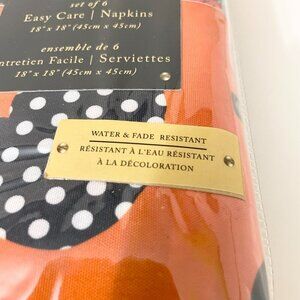 set of 6
Easy Care | Napkins
18" x 18" (45cm x 45cm)
ensemble de 6
ntretien Facile | Serviettes
18" x 18" (45cm x 45cm)
WATER & FADE RESISTANT
RÉSISTANT À L'EAU RÉSISTANT
À LA DÉCOLORATION